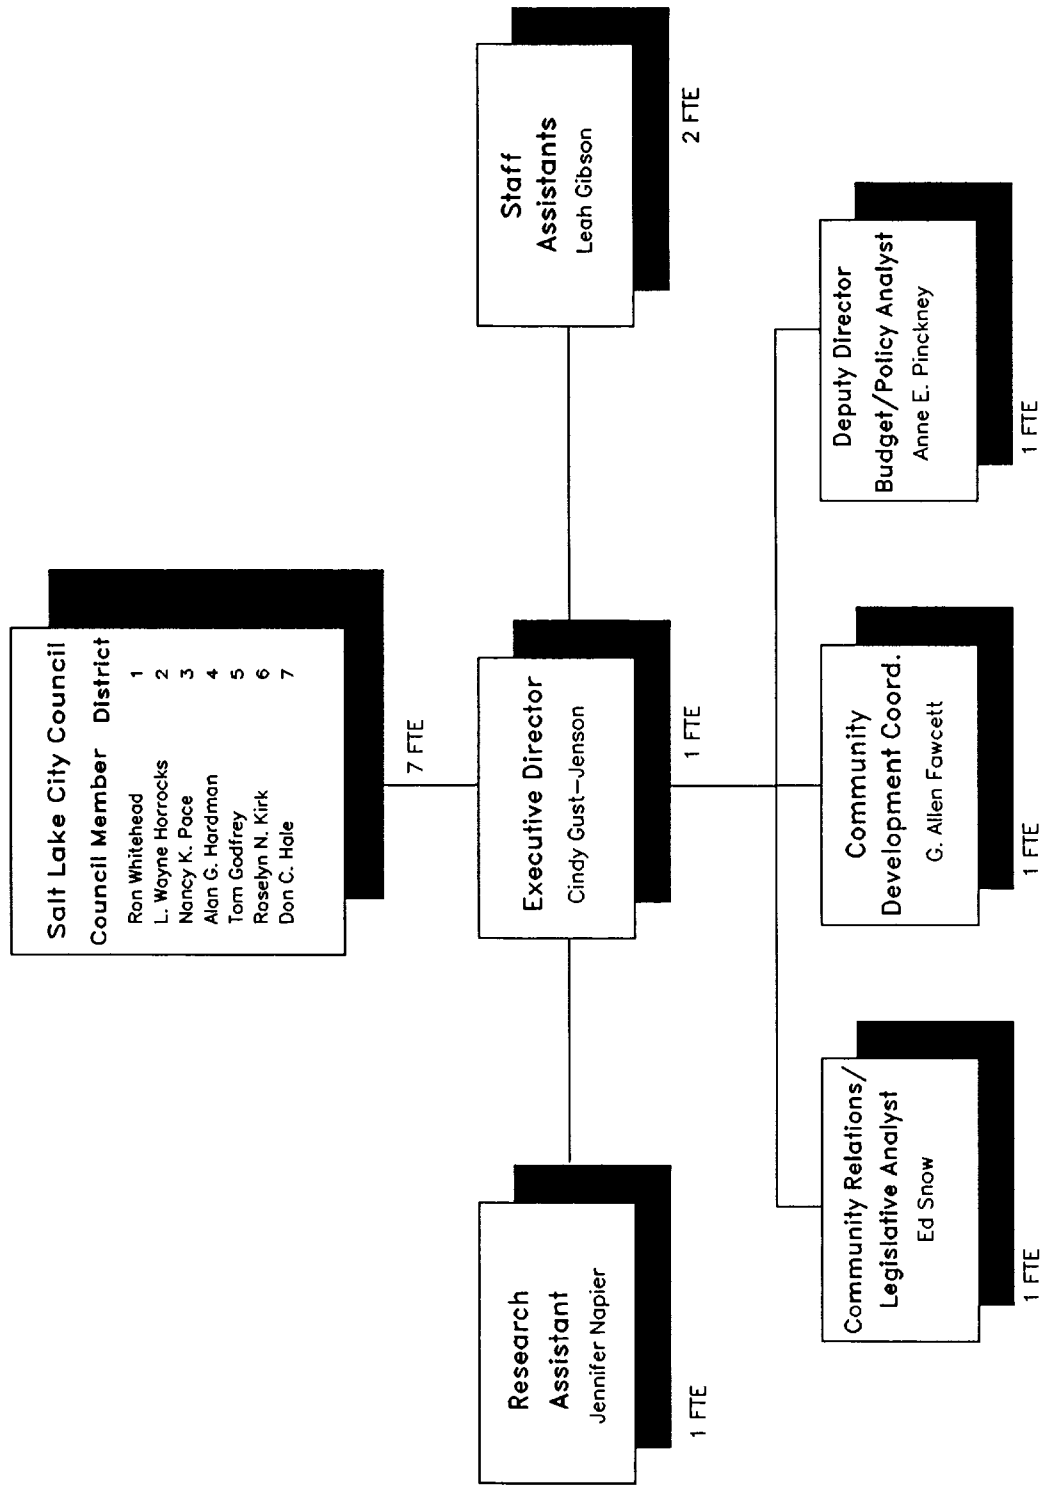 Salt Lake City Council
Council Member District
Ron Whitehead 1
L. Wayne Horrocks 2
Nancy K. Pace 3
Alan G. Hardman 4
Tom Godfrey 5
Roselyn N. Kirk 6
Don C. Hale 7
7 FTE
Research
Assistant
Jennifer Napier
1 FTE
Executive Director
Cindy Gust-Jenson
1 FTE
Staff
Assistants
Leah Gibson
2 FTE
Community Relations/
Legislative Analyst
Ed Snow
1 FTE
Community
Development Coord.
G. Allen Fawcett
1 FTE
Deputy Director
Budget/Policy Analyst
Anne E. Pinckney
1 FTE